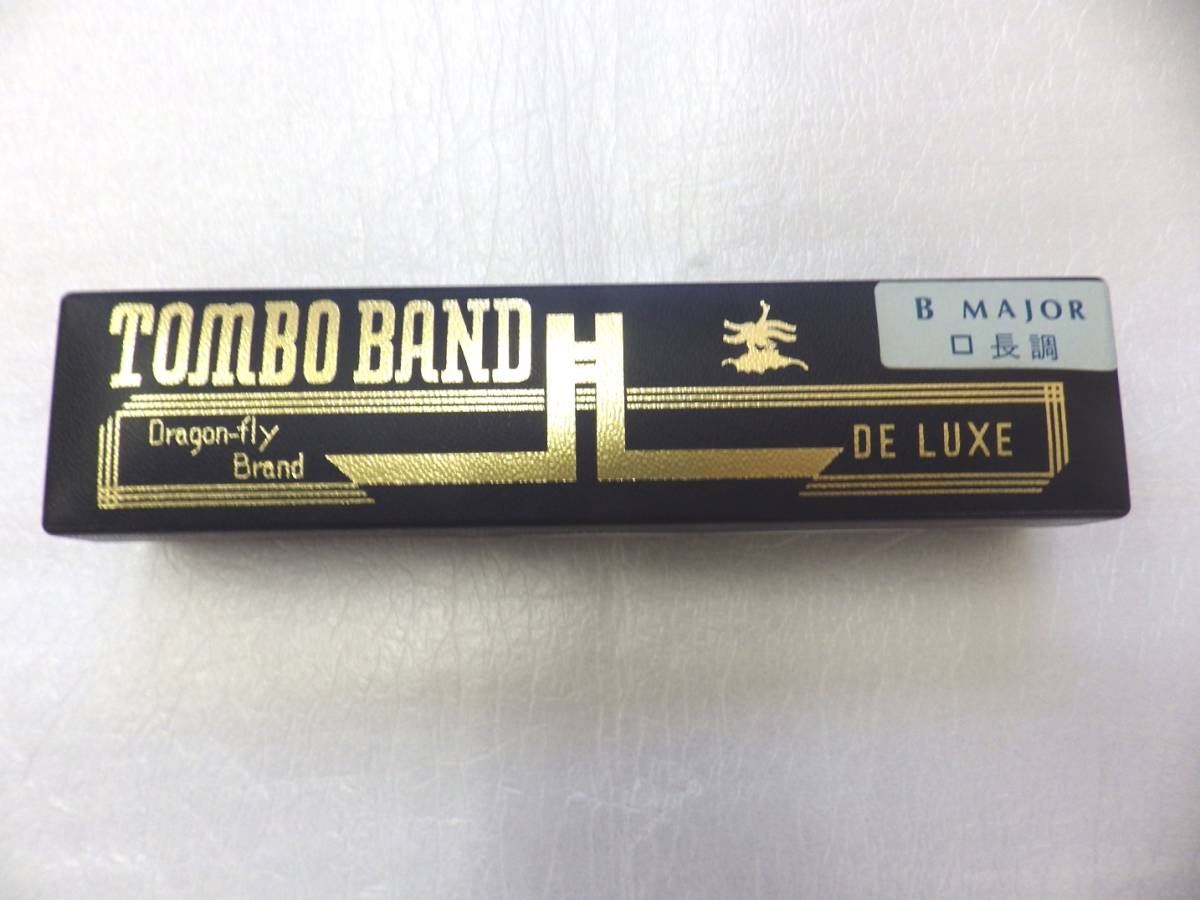 TOMBO BAND
B MAJOR
ロ長調
Dragon-fly
Brand
DE LUXE